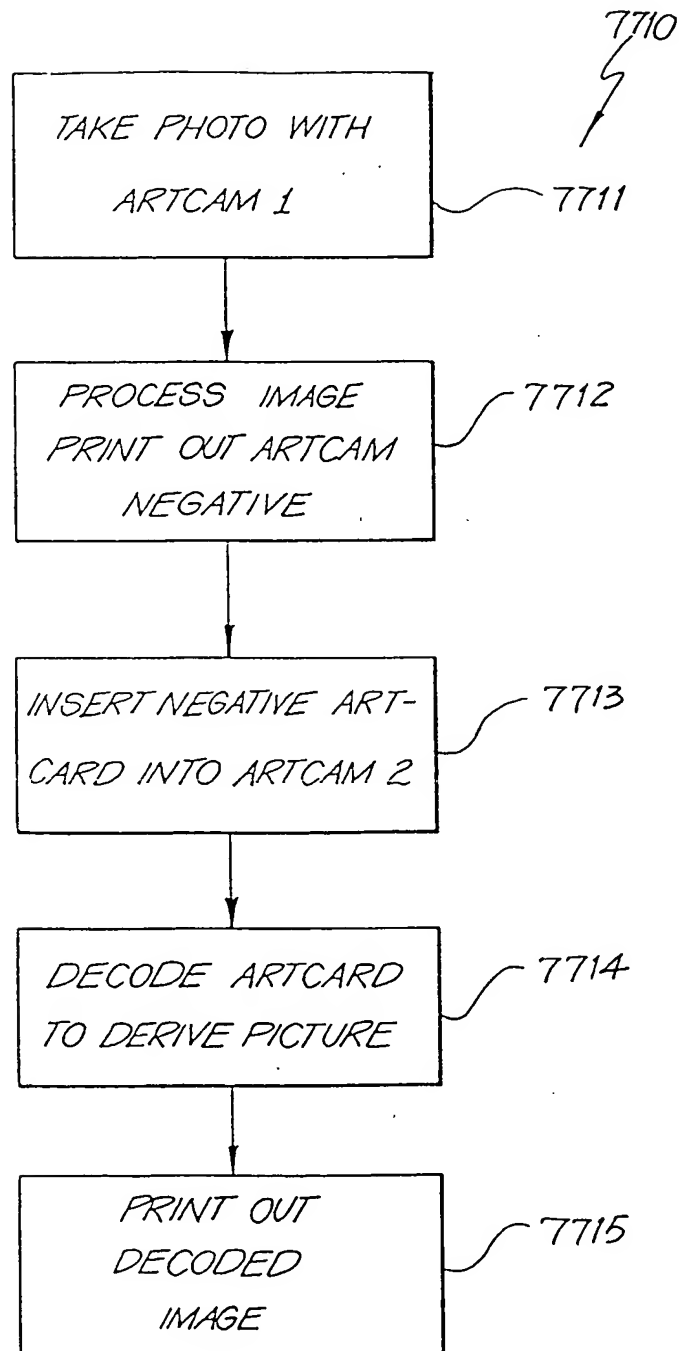 7710
TAKE PHOTO WITH
ARTCAM 1
7711
PROCESS IMAGE
PRINT OUT ARTCAM
NEGATIVE
7712
INSERT NEGATIVE ART-
CARD INTO ARTCAM 2
7713
DECODE ARTCARD
TO DERIVE PICTURE
7714
PRINT OUT
DECODED
IMAGE
7715